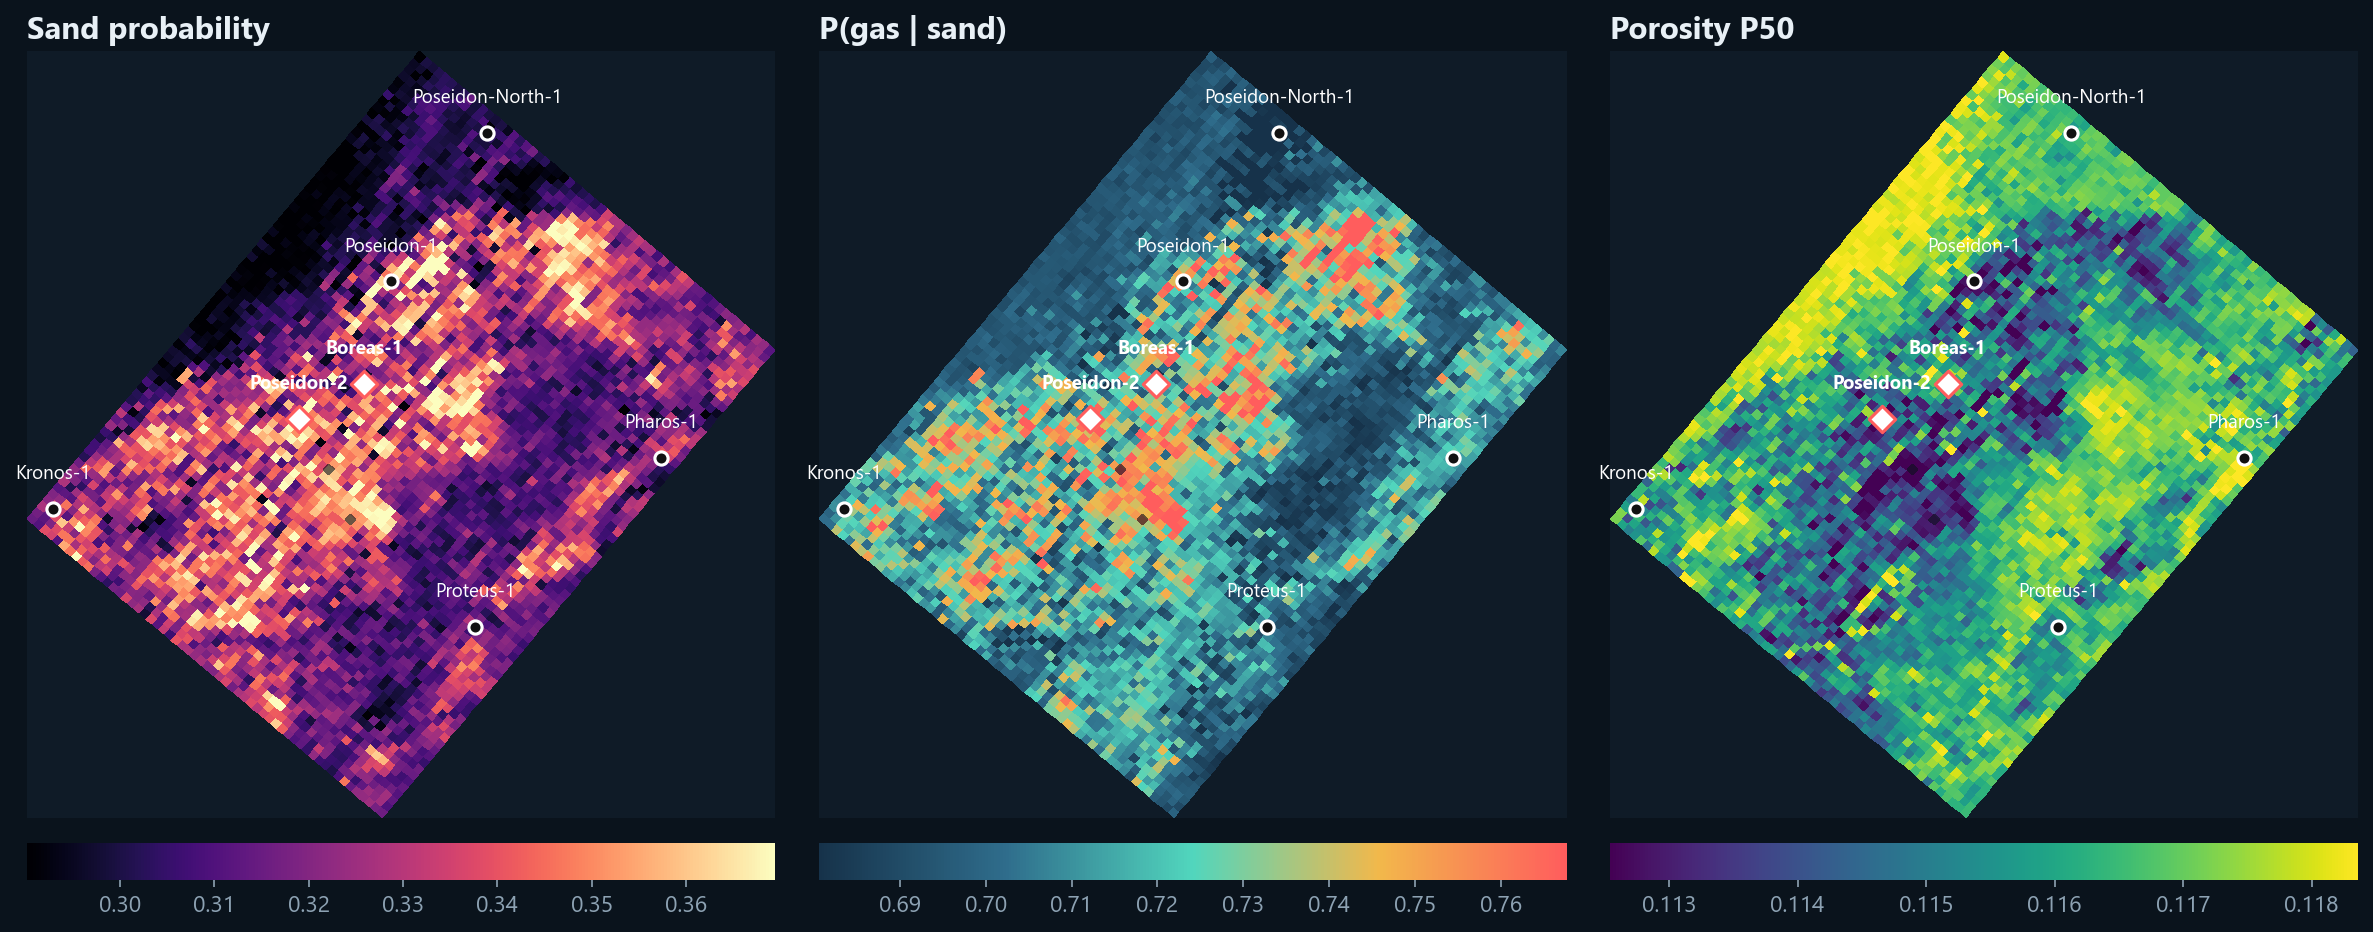 Sand probability
Poseidon-North-1
Poseidon-1
Boreas-1
Poseidon-2
Pharos-1
Kronos-1
Proteus-1
0.30 0.31 0.32 0.33 0.34 0.35 0.36
P(gas | sand)
Poseidon-North-1
Poseidon-1
Boreas-1
Poseidon-2
Pharos-1
Kronos-1
Proteus-1
0.69 0.70 0.71 0.72 0.73 0.74 0.75 0.76
Porosity P50
Poseidon-North-1
Poseidon-1
Boreas-1
Poseidon-2
Pharos-1
Kronos-1
Proteus-1
0.113 0.114 0.115 0.116 0.117 0.118